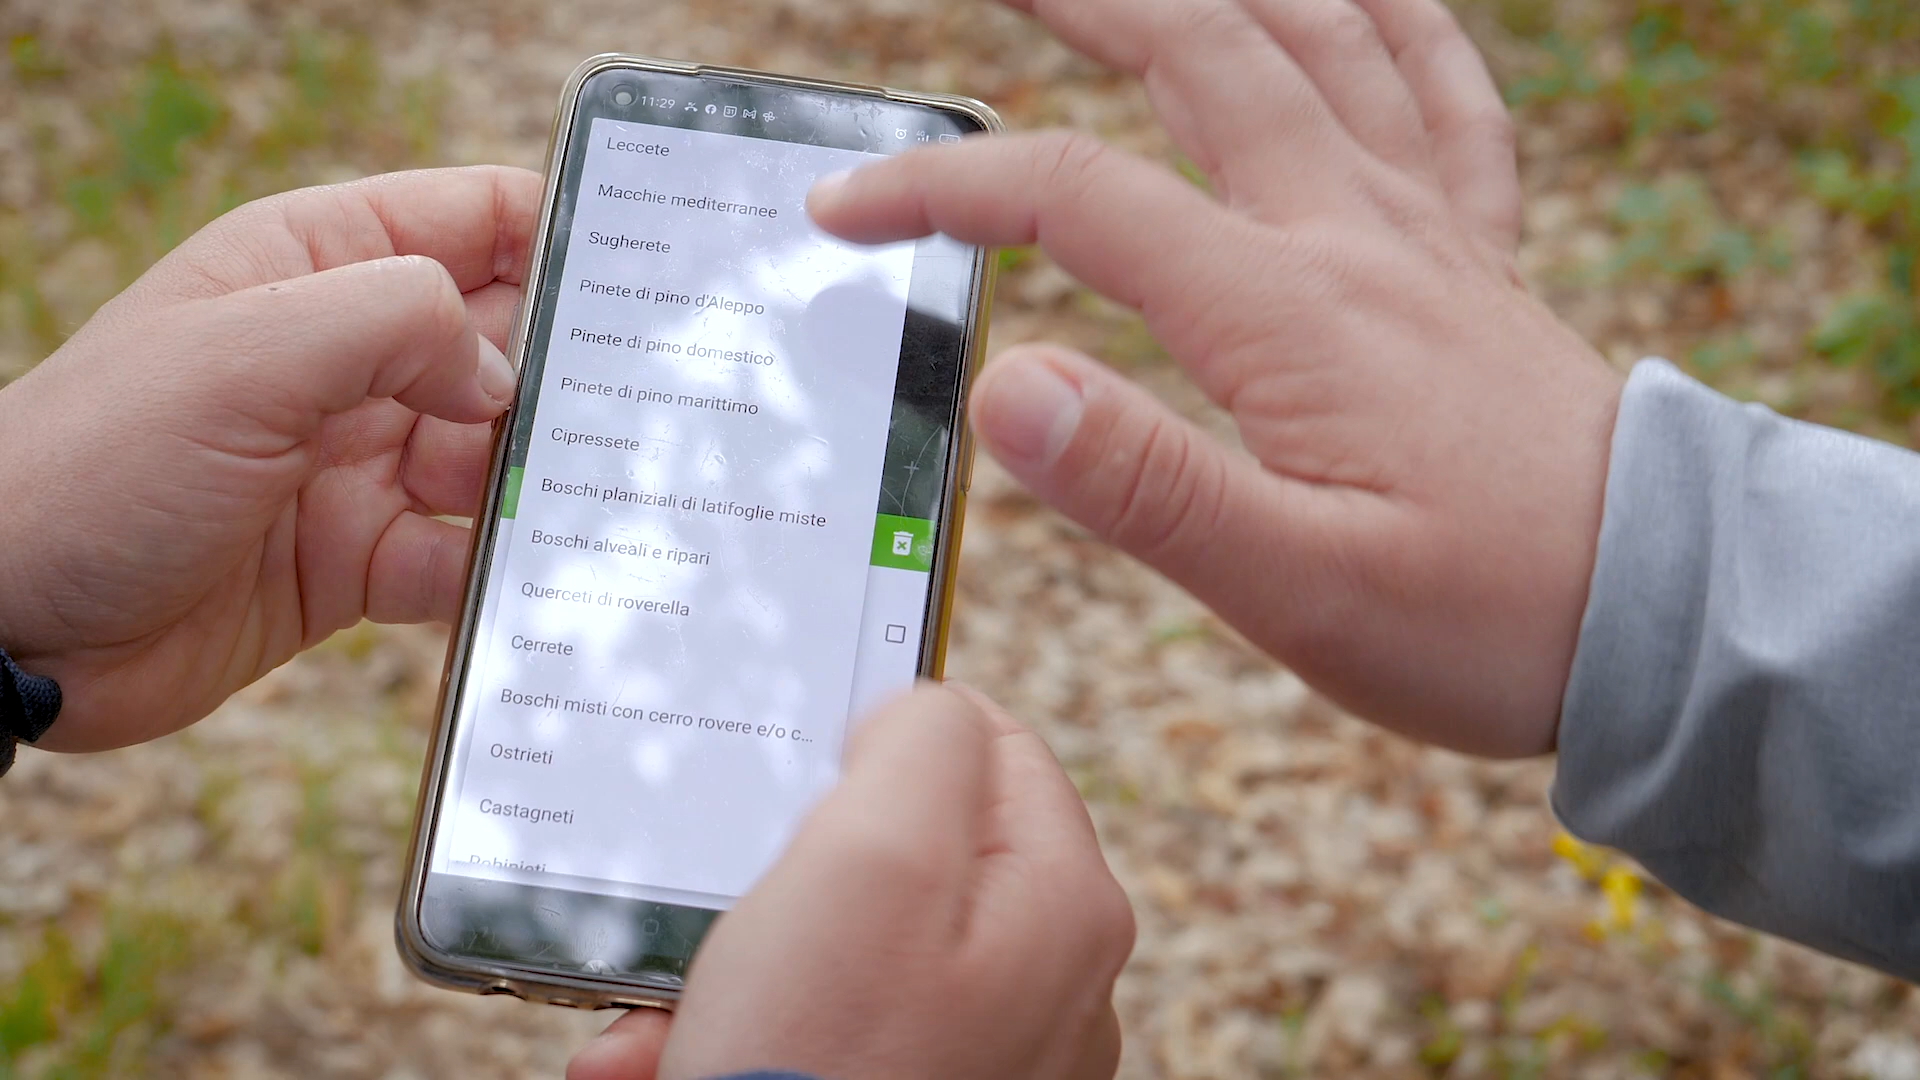 11:29
Leccete
Macchie mediterranee
Sugherete
Pinete di pino d'Aleppo
Pinete di pino domestico
Pinete di pino marittimo
Cipressete
Boschi planiziali di latifoglie miste
Boschi alveali e ripari
Querceti di roverella
Cerrete
Boschi misti con cerro rovere e/o c...
Ostrieti
Castagneti
Robinieti